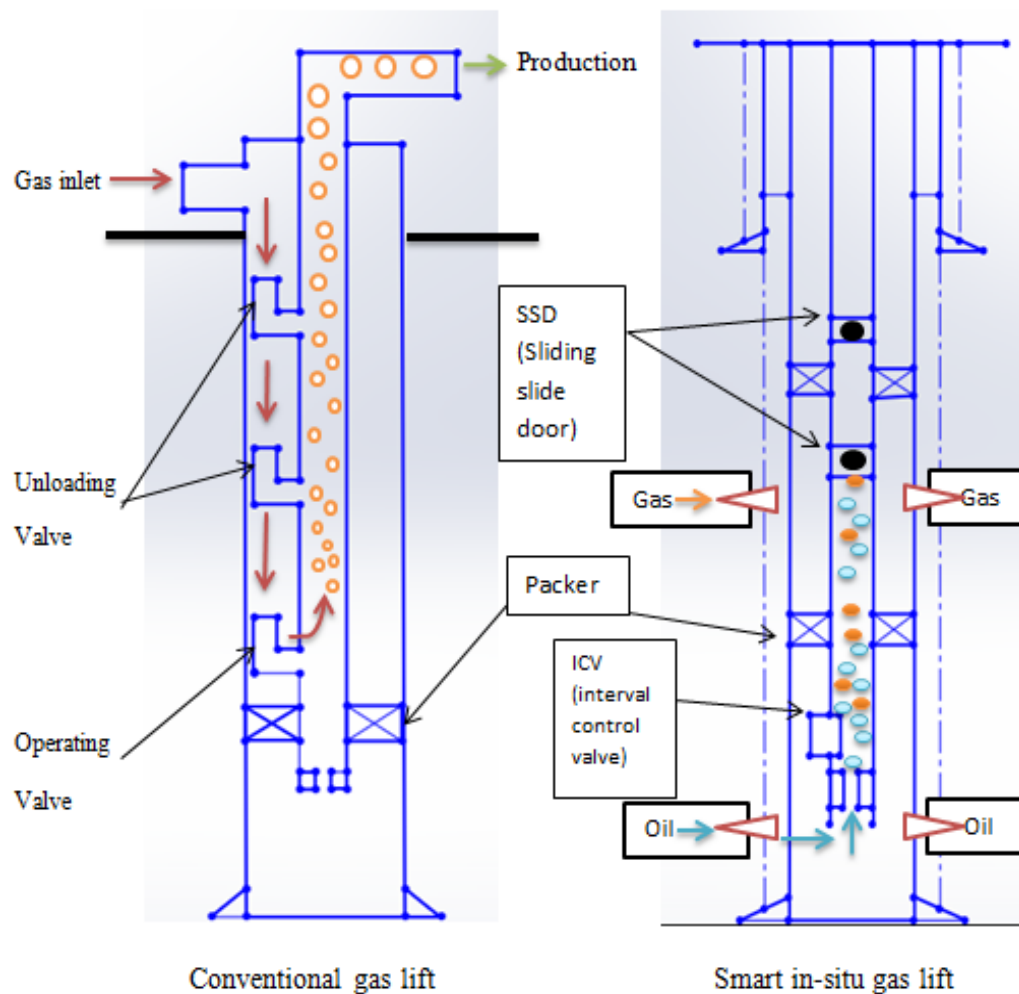 Production
Gas inlet
SSD
(Sliding
slide
door)
Unloading
Valve
Gas
Gas
Packer
ICV
(interval
control
valve)
Operating
Valve
Oil
Oil
Conventional gas lift
Smart in-situ gas lift